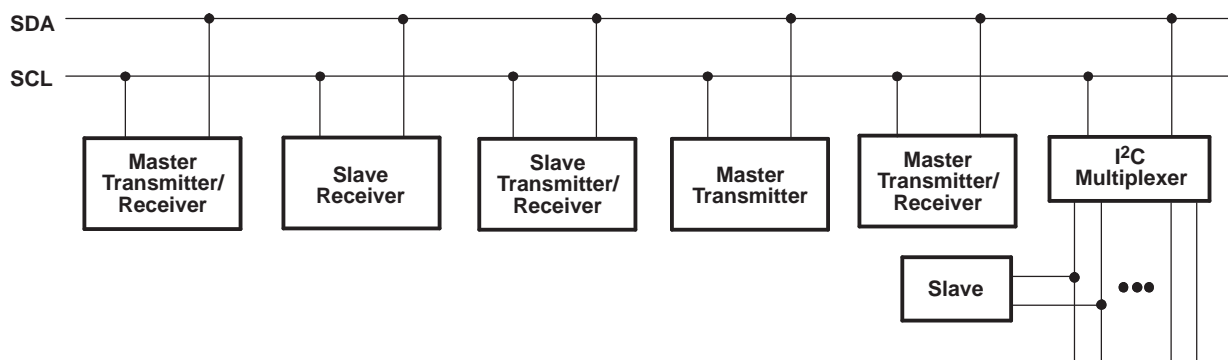 SDA
SCL
Master
Transmitter/
Receiver
Slave
Receiver
Slave
Transmitter/
Receiver
Master
Transmitter
Master
Transmitter/
Receiver
I²C
Multiplexer
Slave